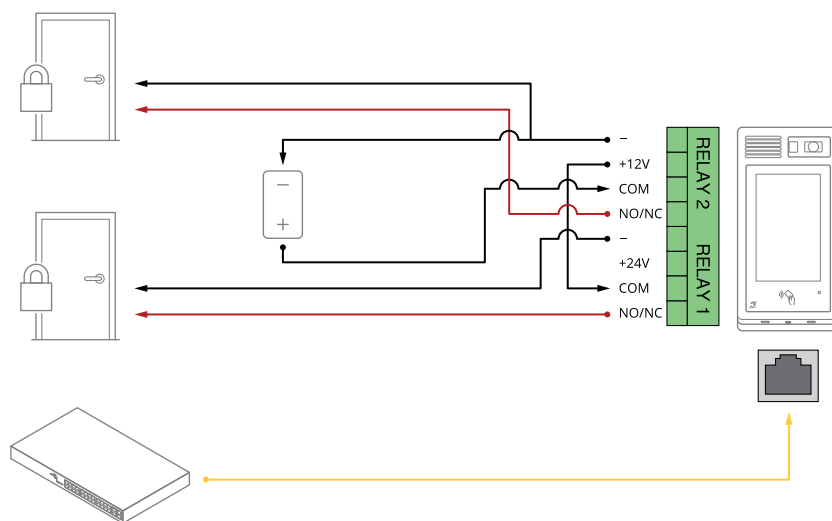 –
+12V
COM
NO/NC
–
+24V
COM
NO/NC
RELAY 2
RELAY 1
–
+